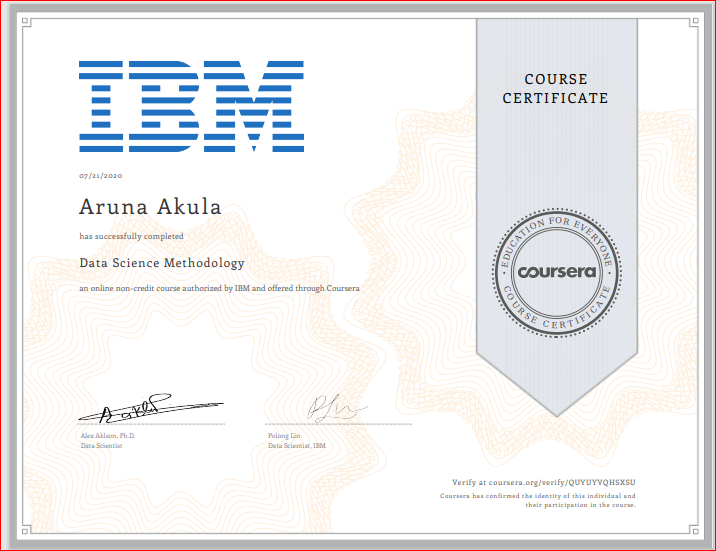 IBM
COURSE
CERTIFICATE
07/21/2020
Aruna Akula
has successfully completed
Data Science Methodology
an online non-credit course authorized by IBM and offered through Coursera
EDUCATION FOR EVERYONE
coursera
COURSE CERTIFICATE
Alex Aklson, Ph.D.
Data Scientist
Polong Lin
Data Scientist, IBM
Verify at coursera.org/verify/QUYUYVQHSXSU
Coursera has confirmed the identity of this individual and
their participation in the course.